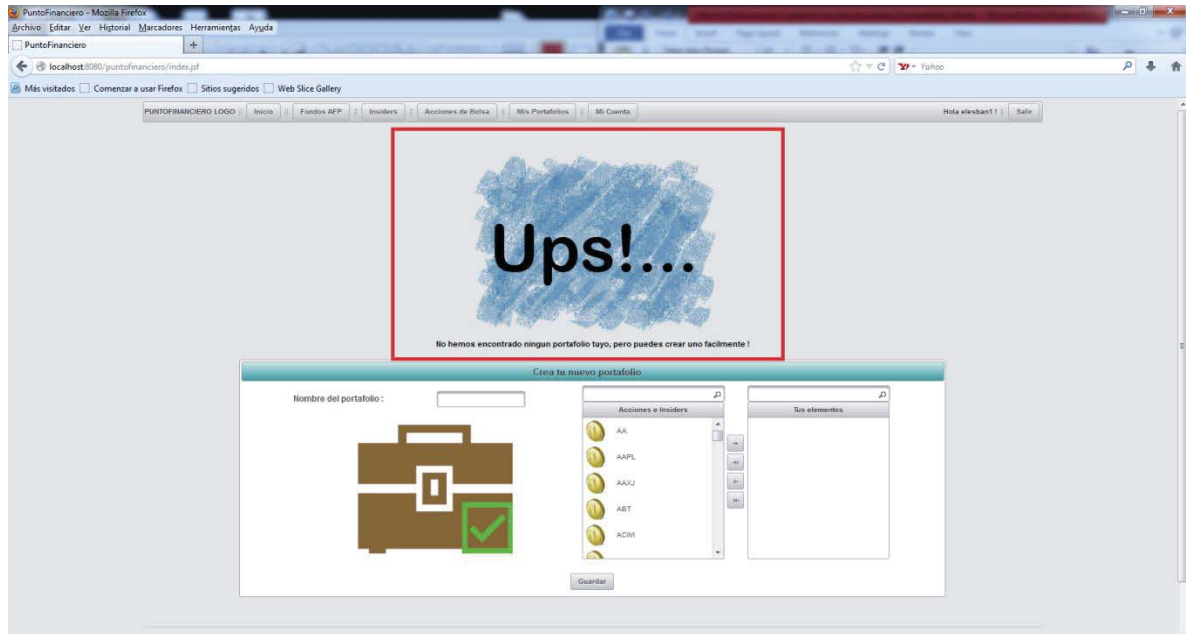 PuntoFinanciero - Mozilla Firefox
Archivo Editar Ver Historial Marcadores Herramientas Ayuda
PuntoFinanciero +
localhost:8080/puntofinanciero/index.jsf Yahoo
Más visitados Comenzar a usar Firefox Sitios sugeridos Web Slice Gallery
PUNTOFINANCIERO LOGO Inicio Fondos AFP Insiders Acciones de Bolsa Mis Portafolios Mi Cuenta Hola elesban1 ! Salir
Ups!....
No hemos encontrado ningun portafolio tuyo, pero puedes crear uno facilmente !
Crea tu nuevo portafolio
Nombre del portafolio :
Acciones e Insiders Tus elementos
AA
AAPL
AAXJ
ABT
ACWI
Guardar